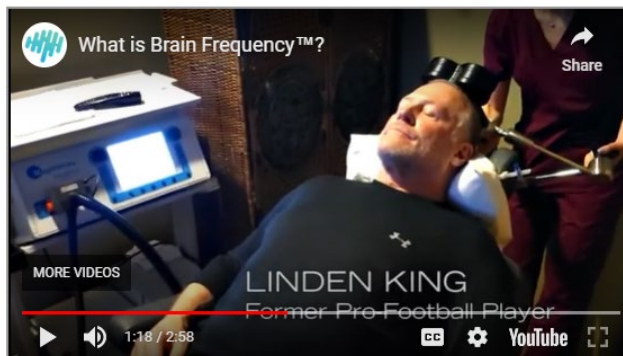 What is Brain Frequency™?
Share
MORE VIDEOS
LINDEN KING
Former Pro Football Player
1:18 / 2:58
CC
YouTube